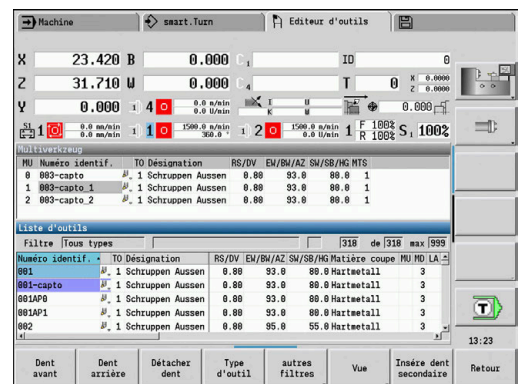 Machine smart.Turn Editeur d'outils
X 23.420 B 0.000 C 1 ID 0
Z 31.710 W 0.000 C 4 T 0 X 0.0000 Z 0.0000
Y 0.000 1 4 0.0 m/min 0.0 U/min I U K W 0.000
S1 1 0.0 mm/min 0.0 mm/min 1 1 1500.0 m/min 360.0 ° 1 2 1500.0 m/min 0.0 U/min 1 F 100% R 100% S1 100%
Multiverkzeug
MU Numéro identif. TO Désignation RS/DV EW/BW/AZ SW/SB/HG MTS
0 003-capto 1 Schruppen Aussen 0.80 93.0 80.0 1
1 003-capto_1 1 Schruppen Aussen 0.80 93.0 80.0 1
2 003-capto_2 1 Schruppen Aussen 0.80 93.0 80.0 1
Liste d'outils
Filtre Tous types 318 de 318 max 999
Numéro identif. TO Désignation RS/DV EW/BW/AZ SW/SB/HG Matière coupe MU MD LA
001 1 Schruppen Aussen 0.80 93.0 80.0 Hartmetall 3
001-capto 1 Schruppen Aussen 0.80 93.0 80.0 Hartmetall 3
001AP0 1 Schruppen Aussen 0.80 93.0 80.0 Hartmetall 3
001AP1 1 Schruppen Aussen 0.80 93.0 80.0 Hartmetall 3
002 1 Schruppen Aussen 0.80 95.0 55.0 Hartmetall 3
T
13:23
Dent avant
Dent arrière
Détacher dent
Type d'outil
autres filtres
Vue
Insére dent secondaire
Retour